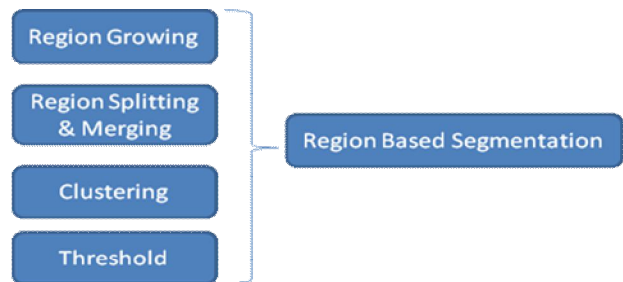 Region Growing
Region Splitting
& Merging
Region Based Segmentation
Clustering
Threshold